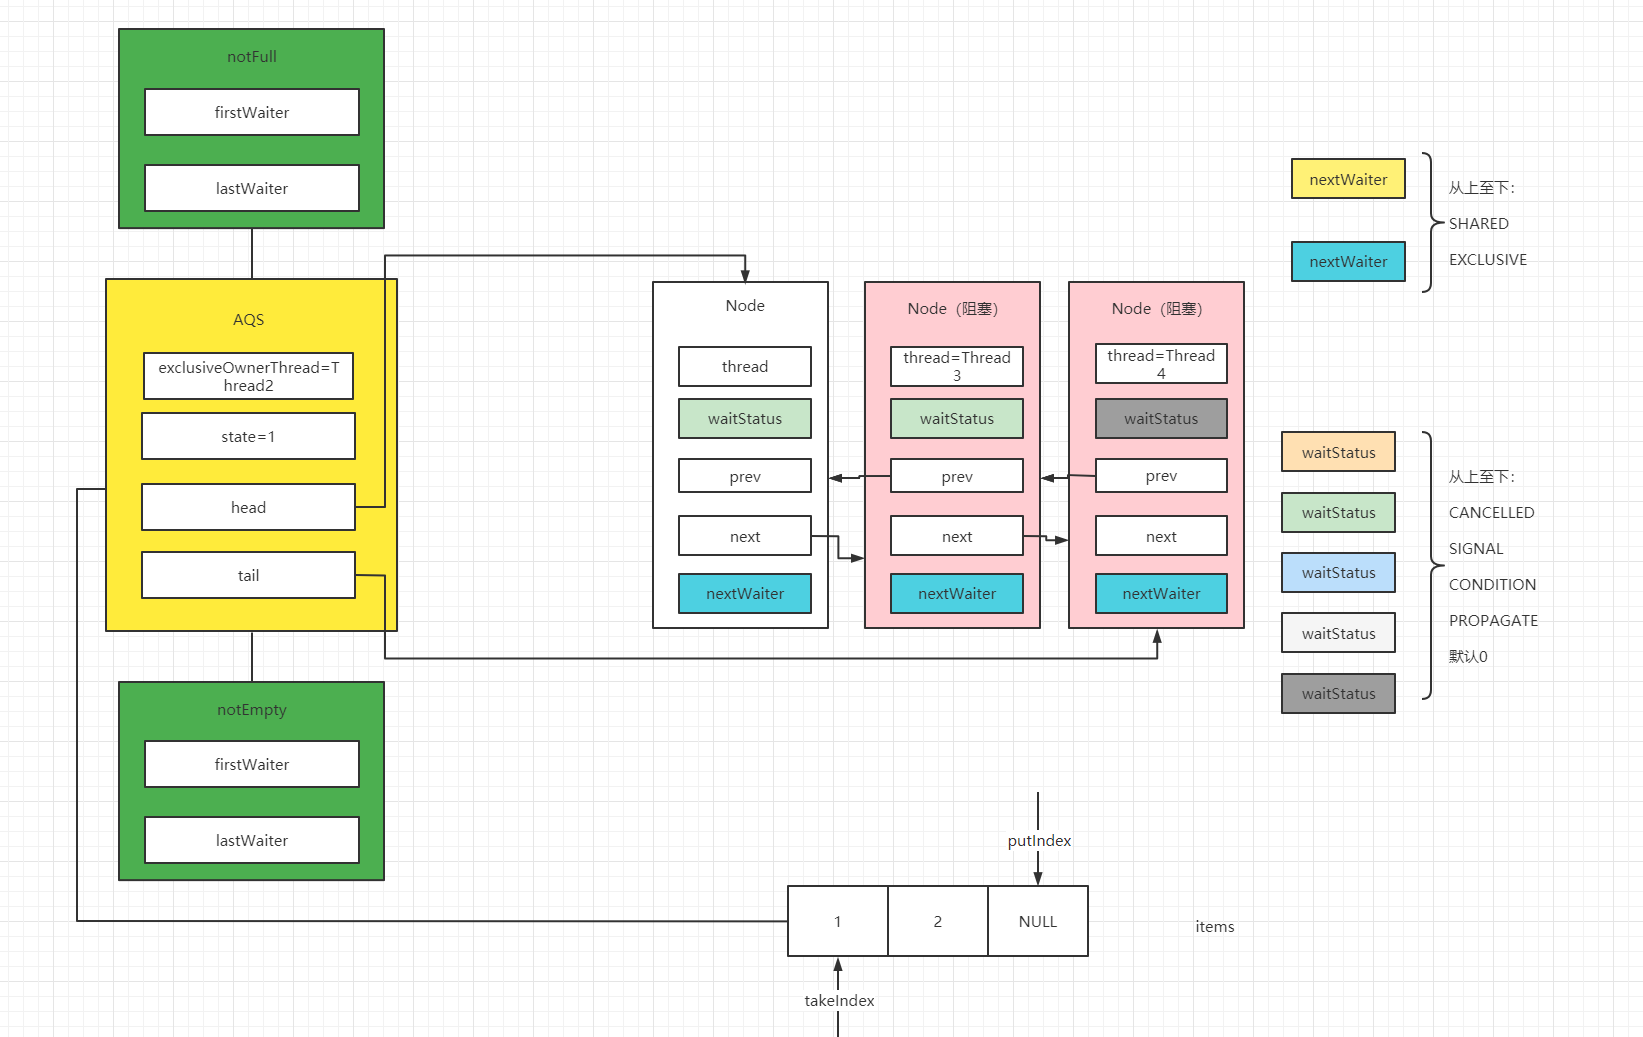 notFull
firstWaiter
lastWaiter
AQS
exclusiveOwnerThread=T
hread2
state=1
head
tail
notEmpty
firstWaiter
lastWaiter
Node
thread
waitStatus
prev
next
nextWaiter
Node（阻塞）
thread=Thread
3
waitStatus
prev
next
nextWaiter
Node（阻塞）
thread=Thread
4
waitStatus
prev
next
nextWaiter
nextWaiter
nextWaiter
从上至下：
SHARED
EXCLUSIVE
waitStatus
waitStatus
waitStatus
waitStatus
waitStatus
从上至下：
CANCELLED
SIGNAL
CONDITION
PROPAGATE
默认0
putIndex
1
2
NULL
items
takeIndex